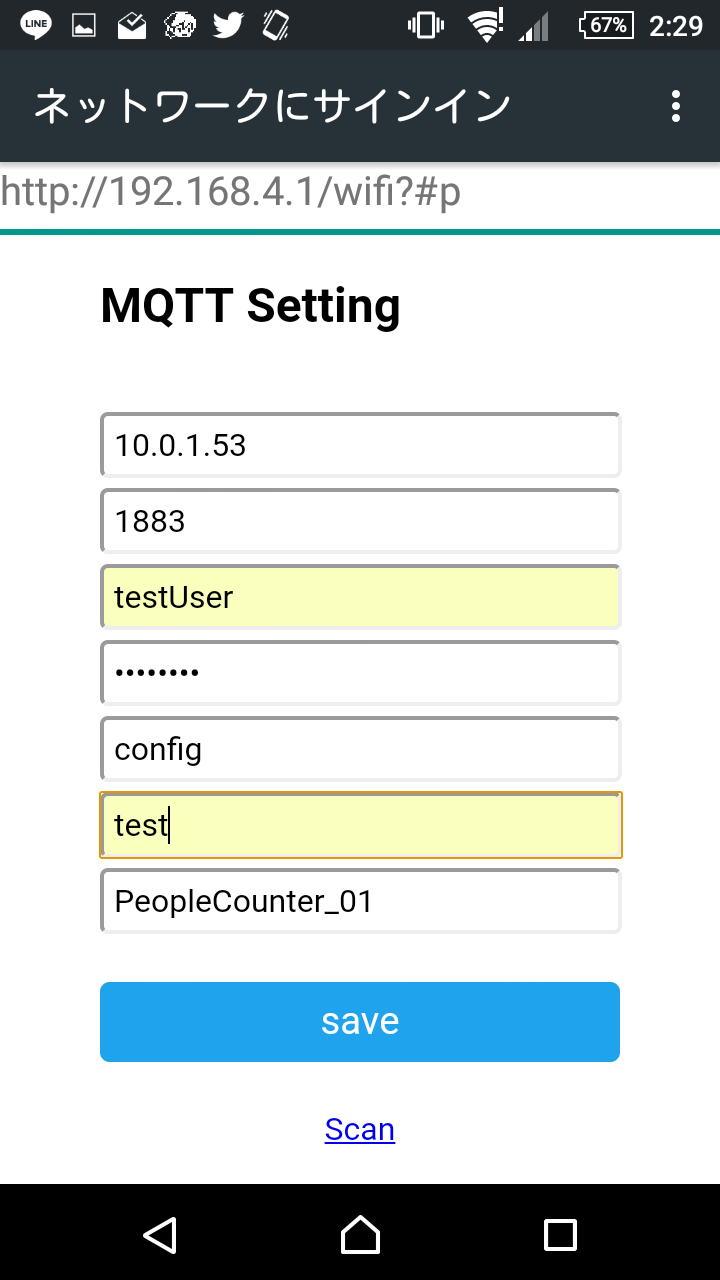 LINE
67%
2:29
ネットワークにサインイン
http://192.168.4.1/wifi?#p
MQTT Setting
10.0.1.53
1883
testUser
••••••••
config
test
PeopleCounter_01
save
Scan